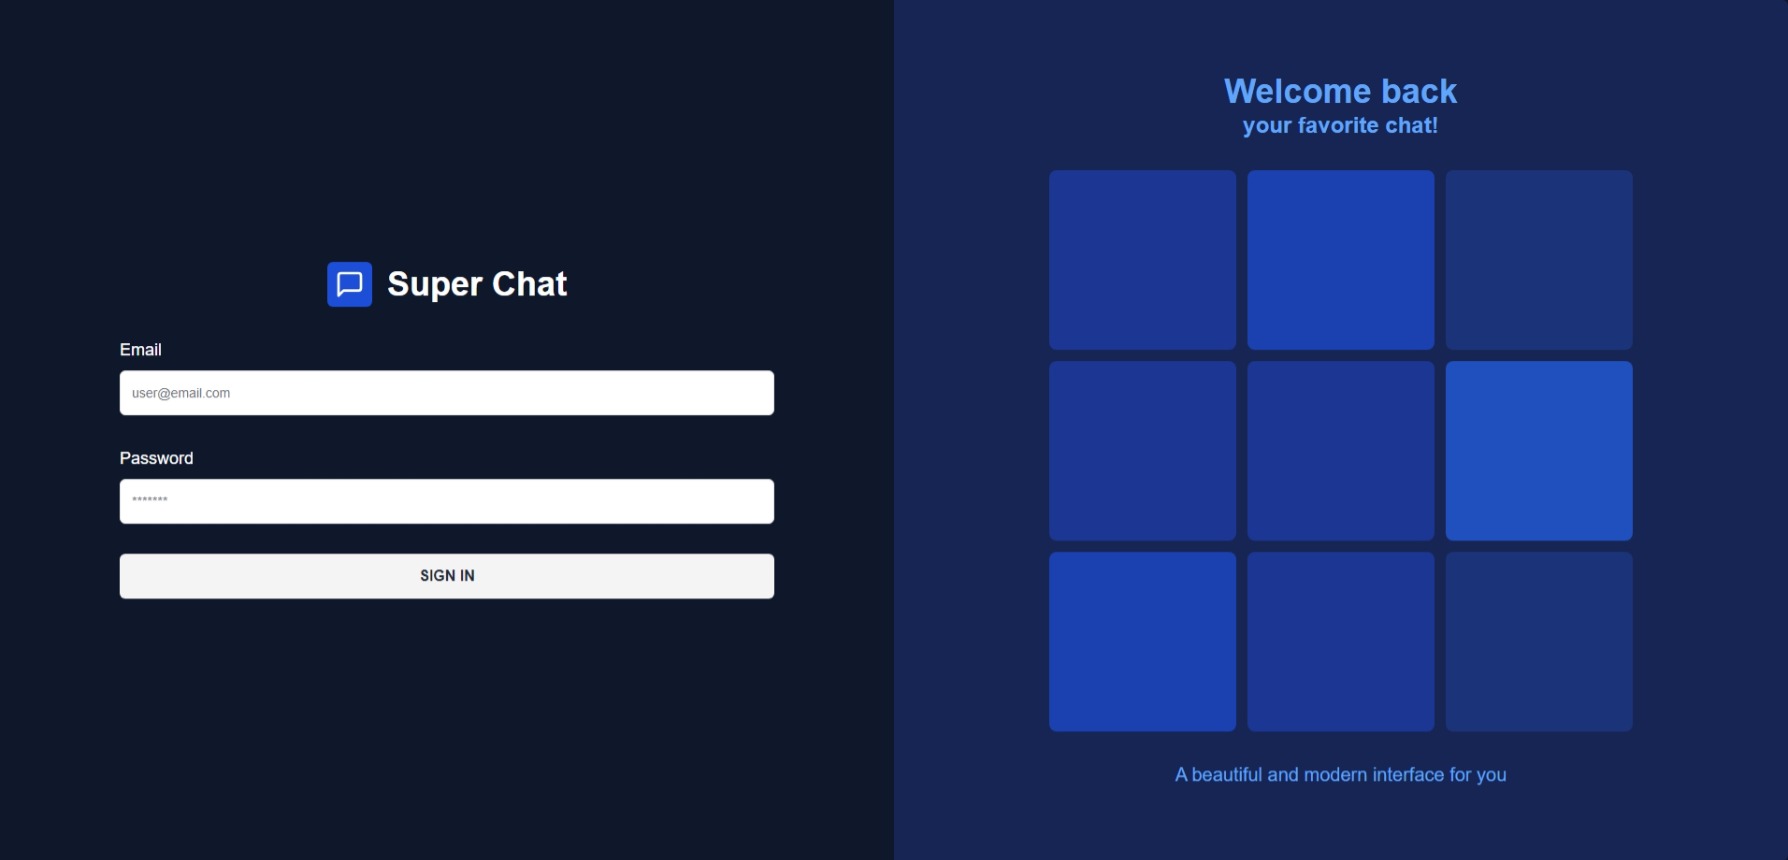 Super Chat
Email
user@email.com
Password
*******
SIGN IN
Welcome back
your favorite chat!
A beautiful and modern interface for you